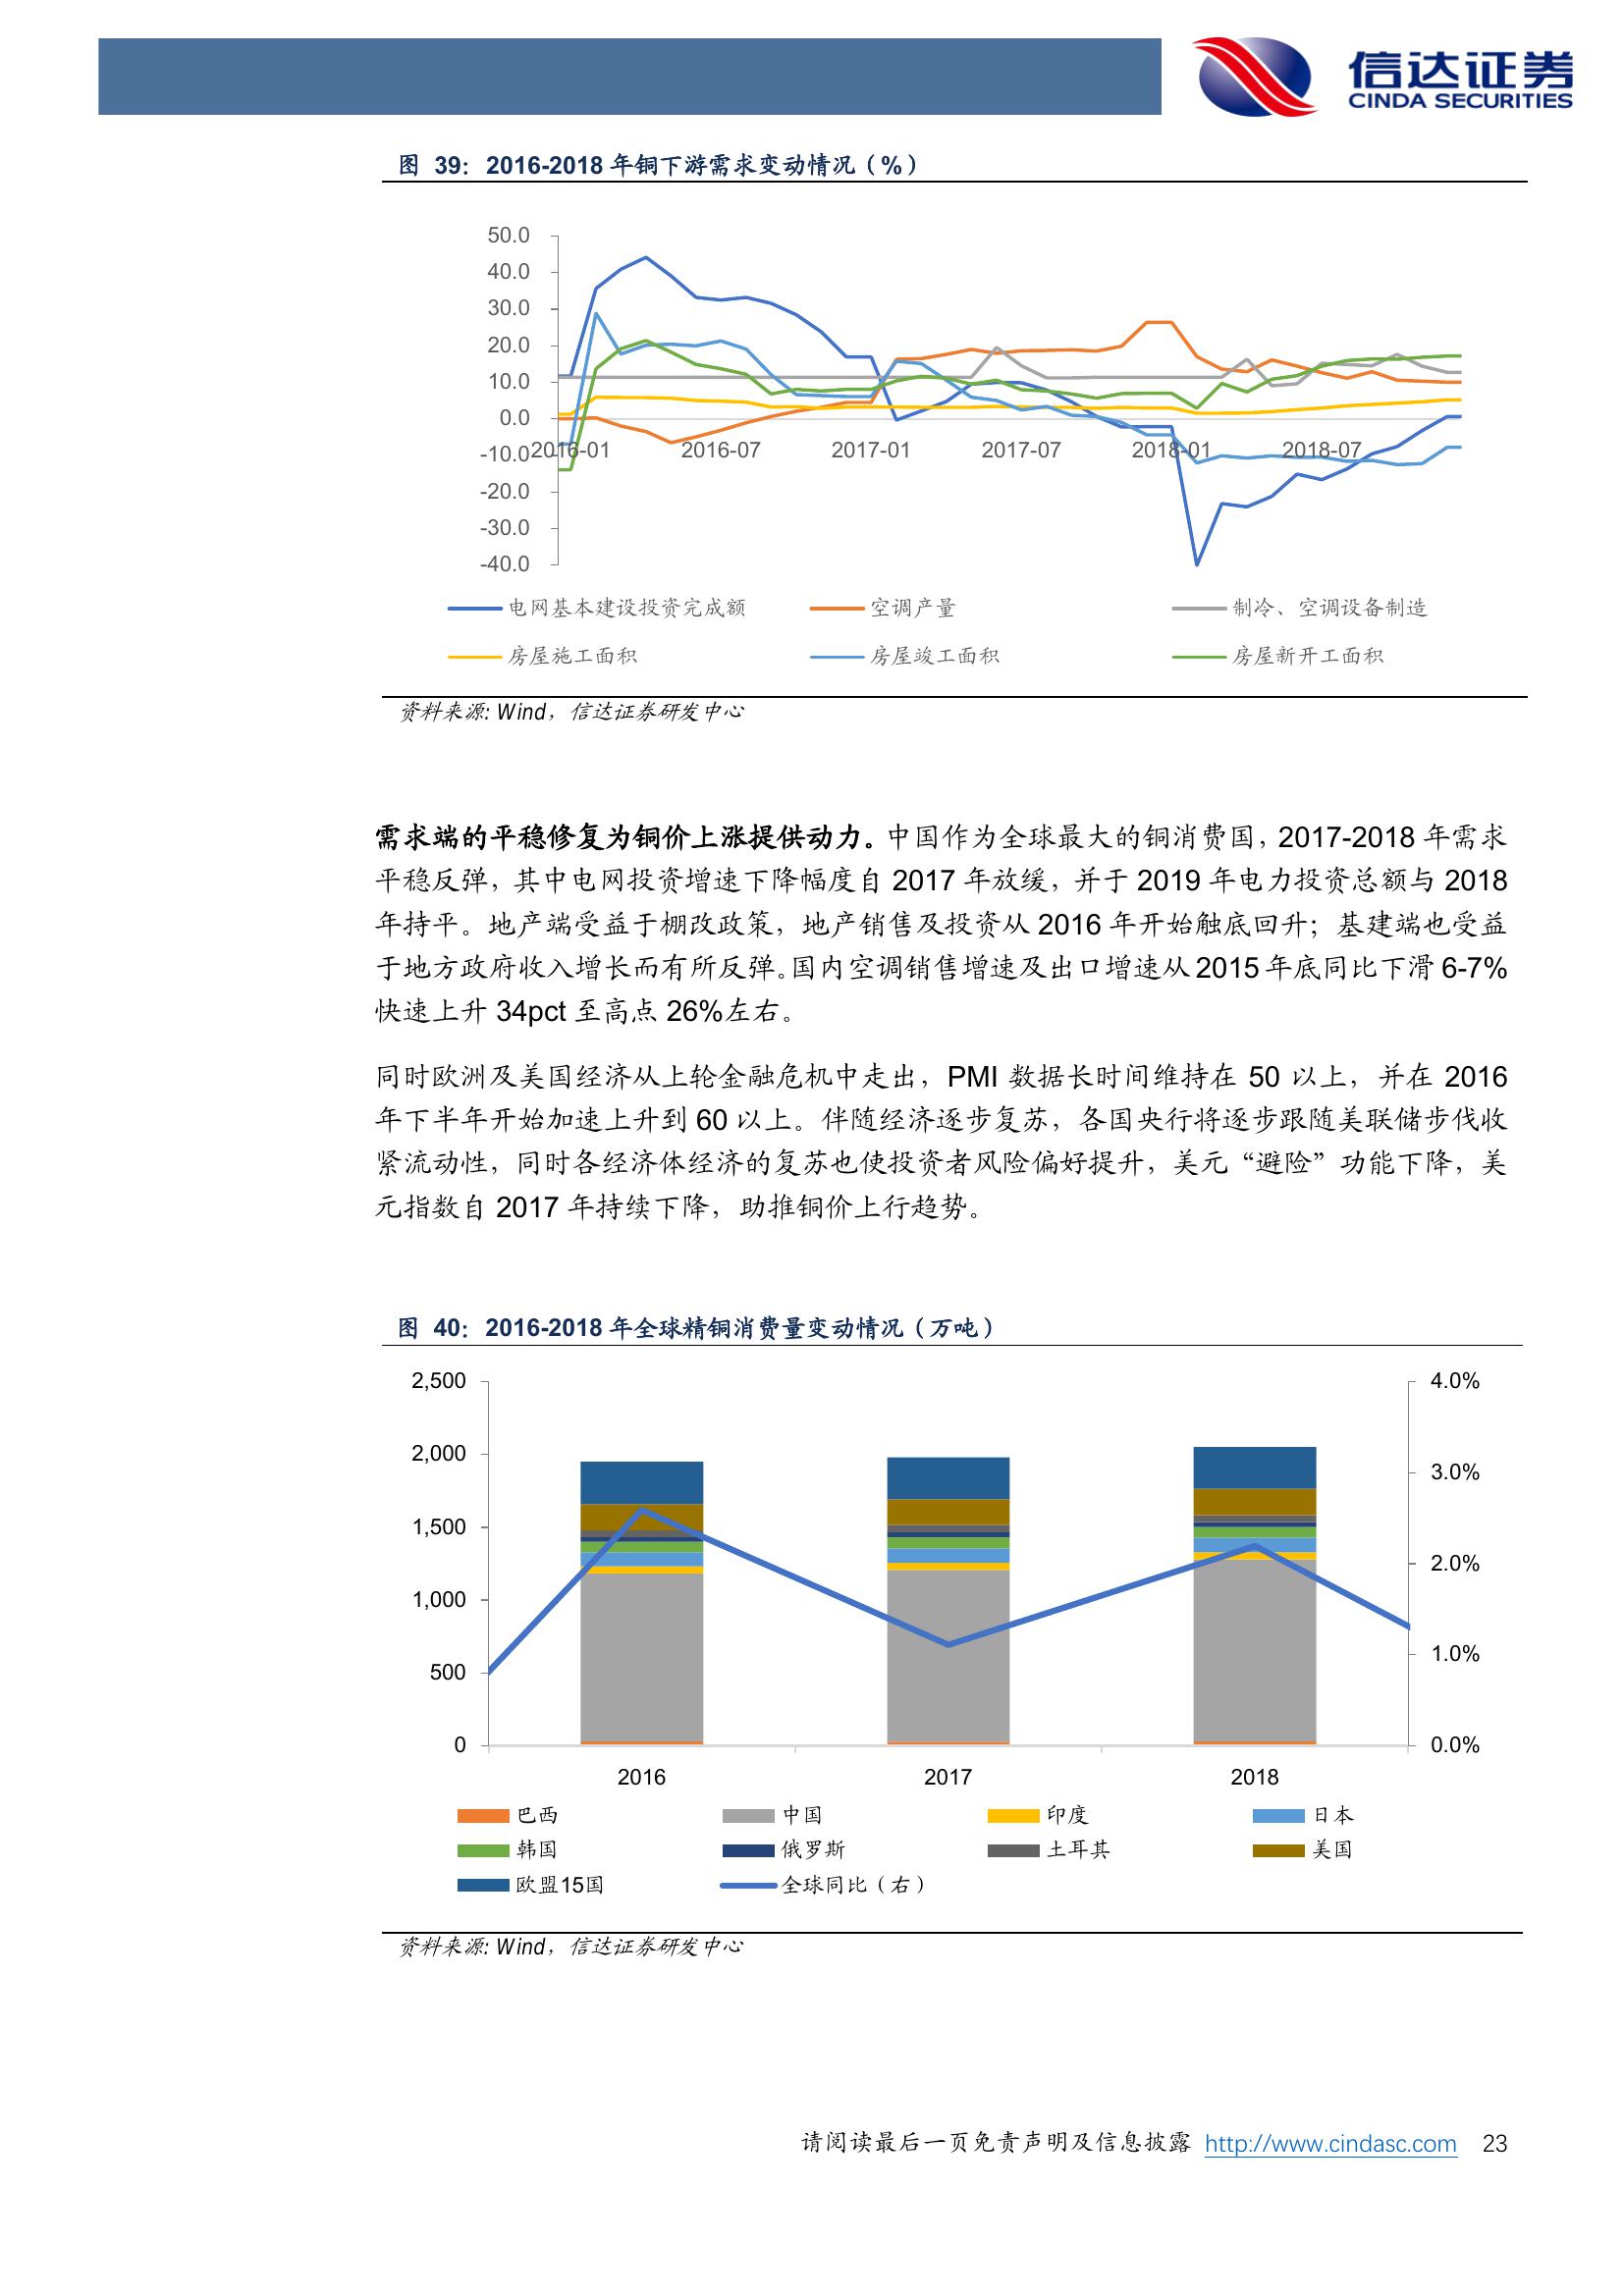 信达证券
CINDA SECURITIES
图 39：2016-2018 年铜下游需求变动情况（%）
50.0
40.0
30.0
20.0
10.0
0.0
-10.0
-20.0
-30.0
-40.0
2016-01 2016-07 2017-01 2017-07 2018-01 2018-07
电网基本建设投资完成额 空调产量 制冷、空调设备制造
房屋施工面积 房屋竣工面积 房屋新开工面积
资料来源: Wind，信达证券研发中心
需求端的平稳修复为铜价上涨提供动力。中国作为全球最大的铜消费国，2017-2018 年需求
平稳反弹，其中电网投资增速下降幅度自 2017 年放缓，并于 2019 年电力投资总额与 2018
年持平。地产端受益于棚改政策，地产销售及投资从 2016 年开始触底回升；基建端也受益
于地方政府收入增长而有所反弹。国内空调销售增速及出口增速从 2015 年底同比下滑 6-7%
快速上升 34pct 至高点 26%左右。
同时欧洲及美国经济从上轮金融危机中走出，PMI 数据长时间维持在 50 以上，并在 2016
年下半年开始加速上升到 60 以上。伴随经济逐步复苏，各国央行将逐步跟随美联储步伐收
紧流动性，同时各经济体经济的复苏也使投资者风险偏好提升，美元“避险”功能下降，美
元指数自 2017 年持续下降，助推铜价上行趋势。
图 40：2016-2018 年全球精铜消费量变动情况（万吨）
2,500
2,000
1,500
1,000
500
0
4.0%
3.0%
2.0%
1.0%
0.0%
2016 2017 2018
巴西 中国 印度 日本
韩国 俄罗斯 土耳其 美国
欧盟15国 全球同比（右）
资料来源: Wind，信达证券研发中心
请阅读最后一页免责声明及信息披露 http://www.cindasc.com 23